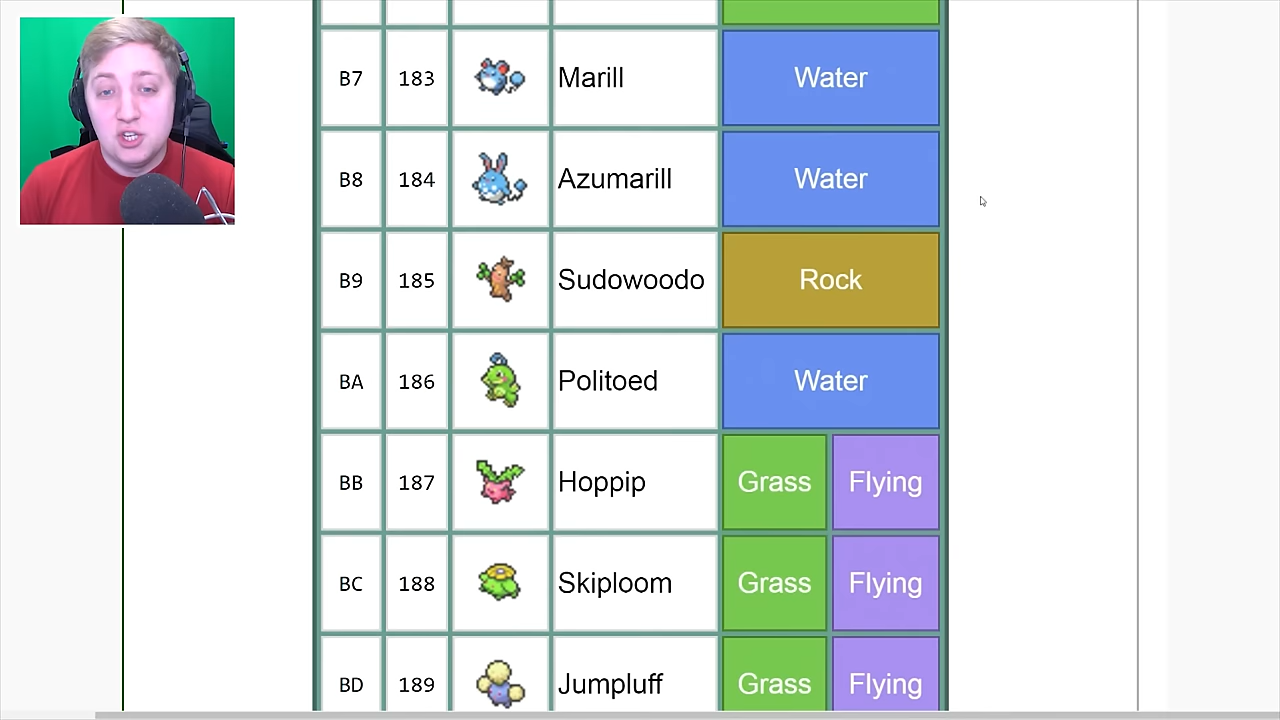 B7 183 Marill Water
B8 184 Azumarill Water
B9 185 Sudowoodo Rock
BA 186 Politoed Water
BB 187 Hoppip Grass Flying
BC 188 Skiploom Grass Flying
BD 189 Jumpluff Grass Flying